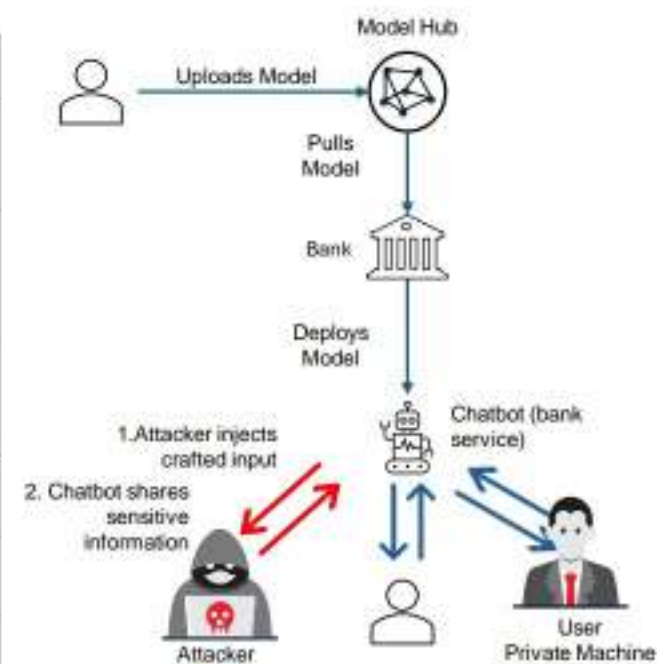 Model Hub
Uploads Model
Pulls
Model
Bank
Deploys
Model
Chatbot (bank
service)
1.Attacker injects
crafted input
2. Chatbot shares
sensitive
information
Attacker
User
Private Machine